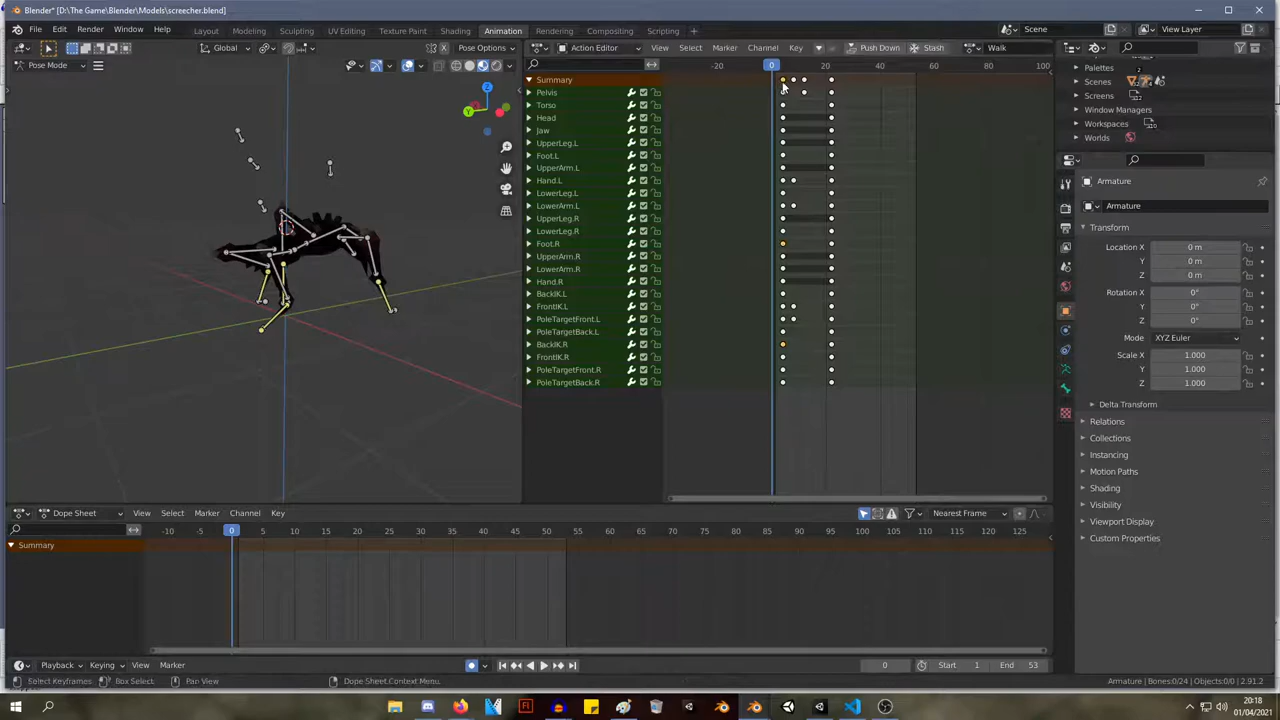 Blender* [D:\The Game\Blender\Models\screecher.blend]
File Edit Render Window Help Layout Modeling Sculpting UV Editing Texture Paint Shading Animation Rendering Compositing Scripting Scene View Layer
Global Pose Options Action Editor View Select Marker Channel Key Push Down Stash Walk
Pose Mode
-20 0 20 40 60 80 100
Summary
Pelvis
Torso
Head
Jaw
UpperLeg.L
Foot.L
UpperArm.L
Hand.L
LowerLeg.L
LowerArm.L
UpperLeg.R
LowerLeg.R
Foot.R
UpperArm.R
LowerArm.R
Hand.R
BackIK.L
FrontIK.L
PoleTargetFront.L
PoleTargetBack.L
BackIK.R
FrontIK.R
PoleTargetFront.R
PoleTargetBack.R
Palettes 2
Scenes
Screens
Window Managers
Workspaces
Worlds
Armature
Armature
Transform
Location X 0 m
Y 0 m
Z 0 m
Rotation X 0°
Y 0°
Z 0°
Mode XYZ Euler
Scale X 1.000
Y 1.000
Z 1.000
Delta Transform
Relations
Collections
Instancing
Motion Paths
Shading
Visibility
Viewport Display
Custom Properties
Dope Sheet View Select Marker Channel Key Nearest Frame
-10 -5 0 5 10 15 20 25 30 35 40 45 50 55 60 65 70 75 80 85 90 95 100 105 110 115 120 125
Summary
Playback Keying View Marker 0 Start 1 End 53
Select Keyframes Box Select Pan View Dope Sheet Context Menu Armature | Bones:0/24 | Objects:0/0 | 2.91.2
20:18
01/04/2021